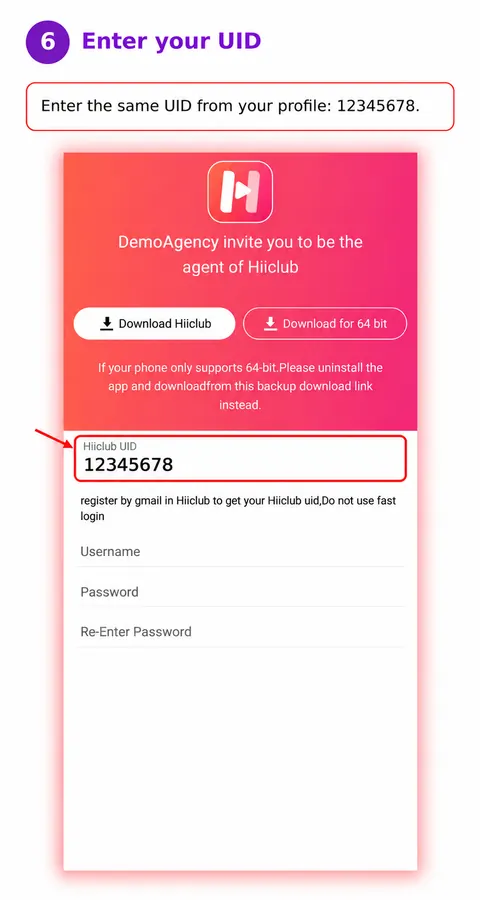 6 Enter your UID
Enter the same UID from your profile: 12345678.
DemoAgency invite you to be the
agent of Hiiclub
Download Hiiclub
Download for 64 bit
If your phone only supports 64-bit.Please uninstall the
app and downloadfrom this backup download link
instead.
Hiiclub UID
12345678
register by gmail in Hiiclub to get your Hiiclub uid,Do not use fast
login
Username
Password
Re-Enter Password